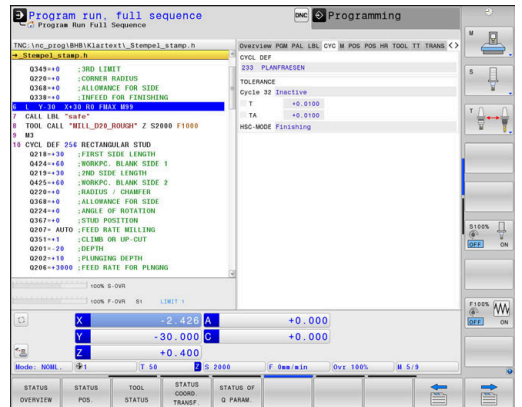 Program run, full sequence
DNC
Programming
Program run, full sequence
TNC:\nc_prog\BHB\Klartext\_Stempel_stamp.h
→_Stempel_stamp.h
Q349=+0 ;3RD LIMIT
Q220=+0 ;CORNER RADIUS
Q368=+0 ;ALLOWANCE FOR SIDE
Q338=+0 ;INFEED FOR FINISHING
6 L Y-30 X+30 R0 FMAX M99
7 CALL LBL "safe"
8 TOOL CALL "MILL_D20_ROUGH" Z S2000 F1000
9 M3
10 CYCL DEF 256 RECTANGULAR STUD
Q218=+30 ;FIRST SIDE LENGTH
Q424=+60 ;WORKPC. BLANK SIDE 1
Q219=+30 ;2ND SIDE LENGTH
Q425=+60 ;WORKPC. BLANK SIDE 2
Q220=+0 ;RADIUS / CHAMFER
Q368=+0 ;ALLOWANCE FOR SIDE
Q224=+0 ;ANGLE OF ROTATION
Q367=+0 ;STUD POSITION
Q207= AUTO ;FEED RATE MILLING
Q351=+1 ;CLIMB OR UP-CUT
Q201=-20 ;DEPTH
Q202=+10 ;PLUNGING DEPTH
Q206=+3000 ;FEED RATE FOR PLNGNG
Overview PGM PAL LBL CYC M POS POS HR TOOL TT TRANS
CYCL DEF
233 PLANFRAESEN
TOLERANCE
Cycle 32 Inactive
T +0.0100
TA +0.0100
HSC-MODE Finishing
100% S-OVR
100% F-OVR S1 LIMIT 1
X -2.426 A +0.000
Y -30.000 C +0.000
Z +0.400
Mode: NOML. 1 T 50 Z S 2000 F 0mm/min Ovr 100% M 5/9
STATUS OVERVIEW
STATUS POS.
TOOL STATUS
STATUS COORD. TRANSF.
STATUS OF Q PARAM.
M
S
T
S100%
OFF ON
F100%
OFF ON